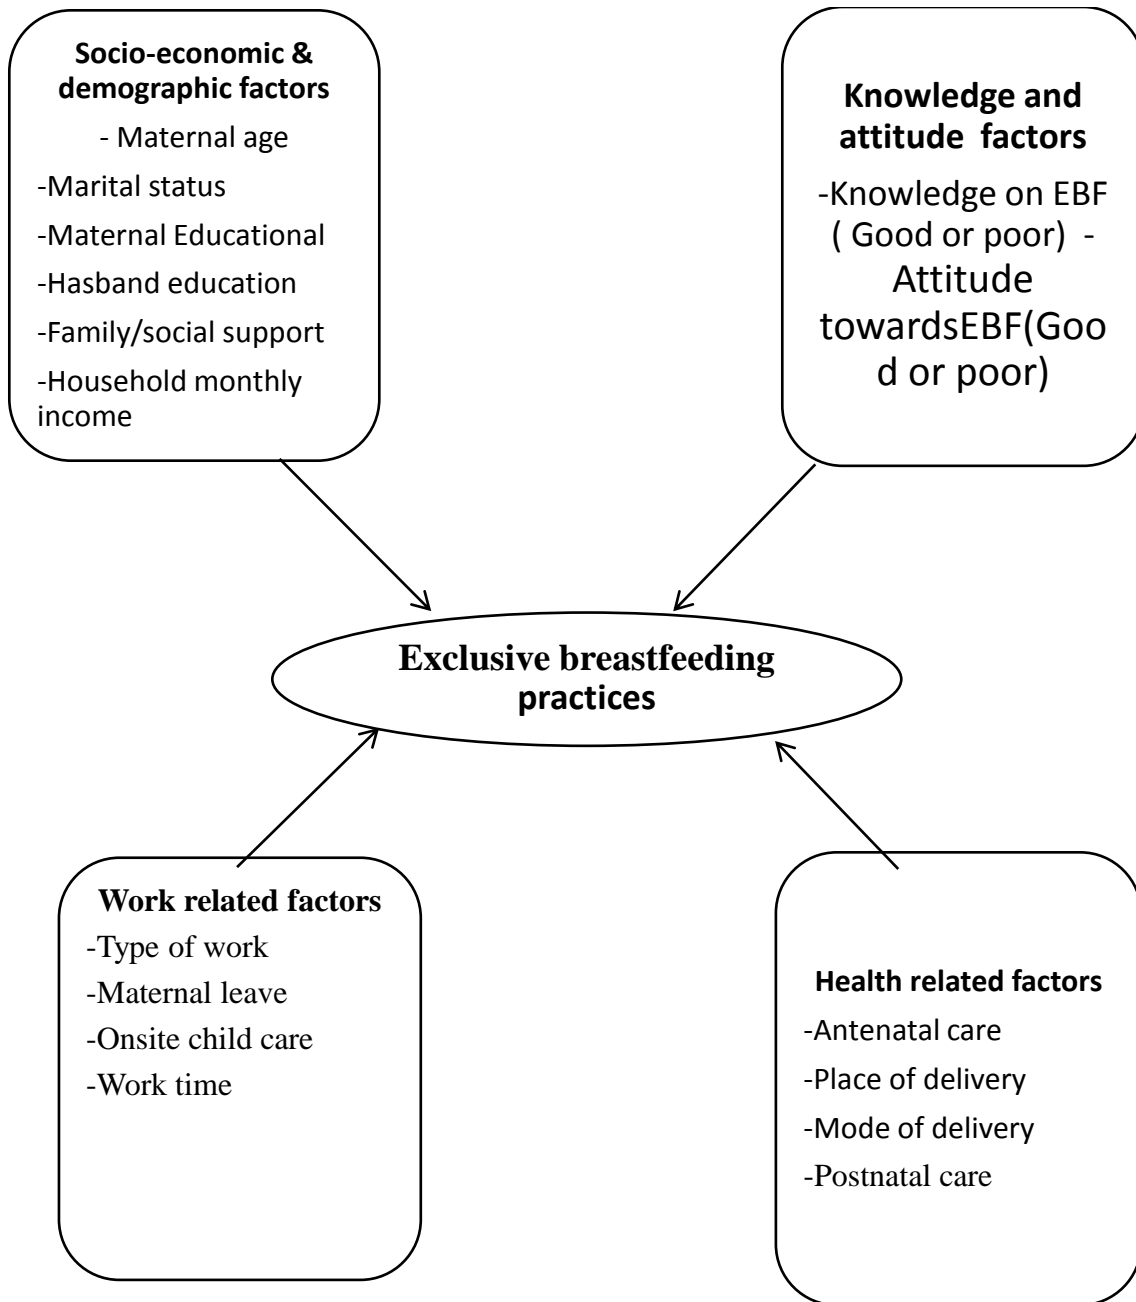 Socio-economic &
demographic factors
- Maternal age
-Marital status
-Maternal Educational
-Hasband education
-Family/social support
-Household monthly
income
Knowledge and
attitude factors
-Knowledge on EBF
( Good or poor) -
Attitude
towardsEBF(Goo
d or poor)
Exclusive breastfeeding
practices
Work related factors
-Type of work
-Maternal leave
-Onsite child care
-Work time
Health related factors
-Antenatal care
-Place of delivery
-Mode of delivery
-Postnatal care